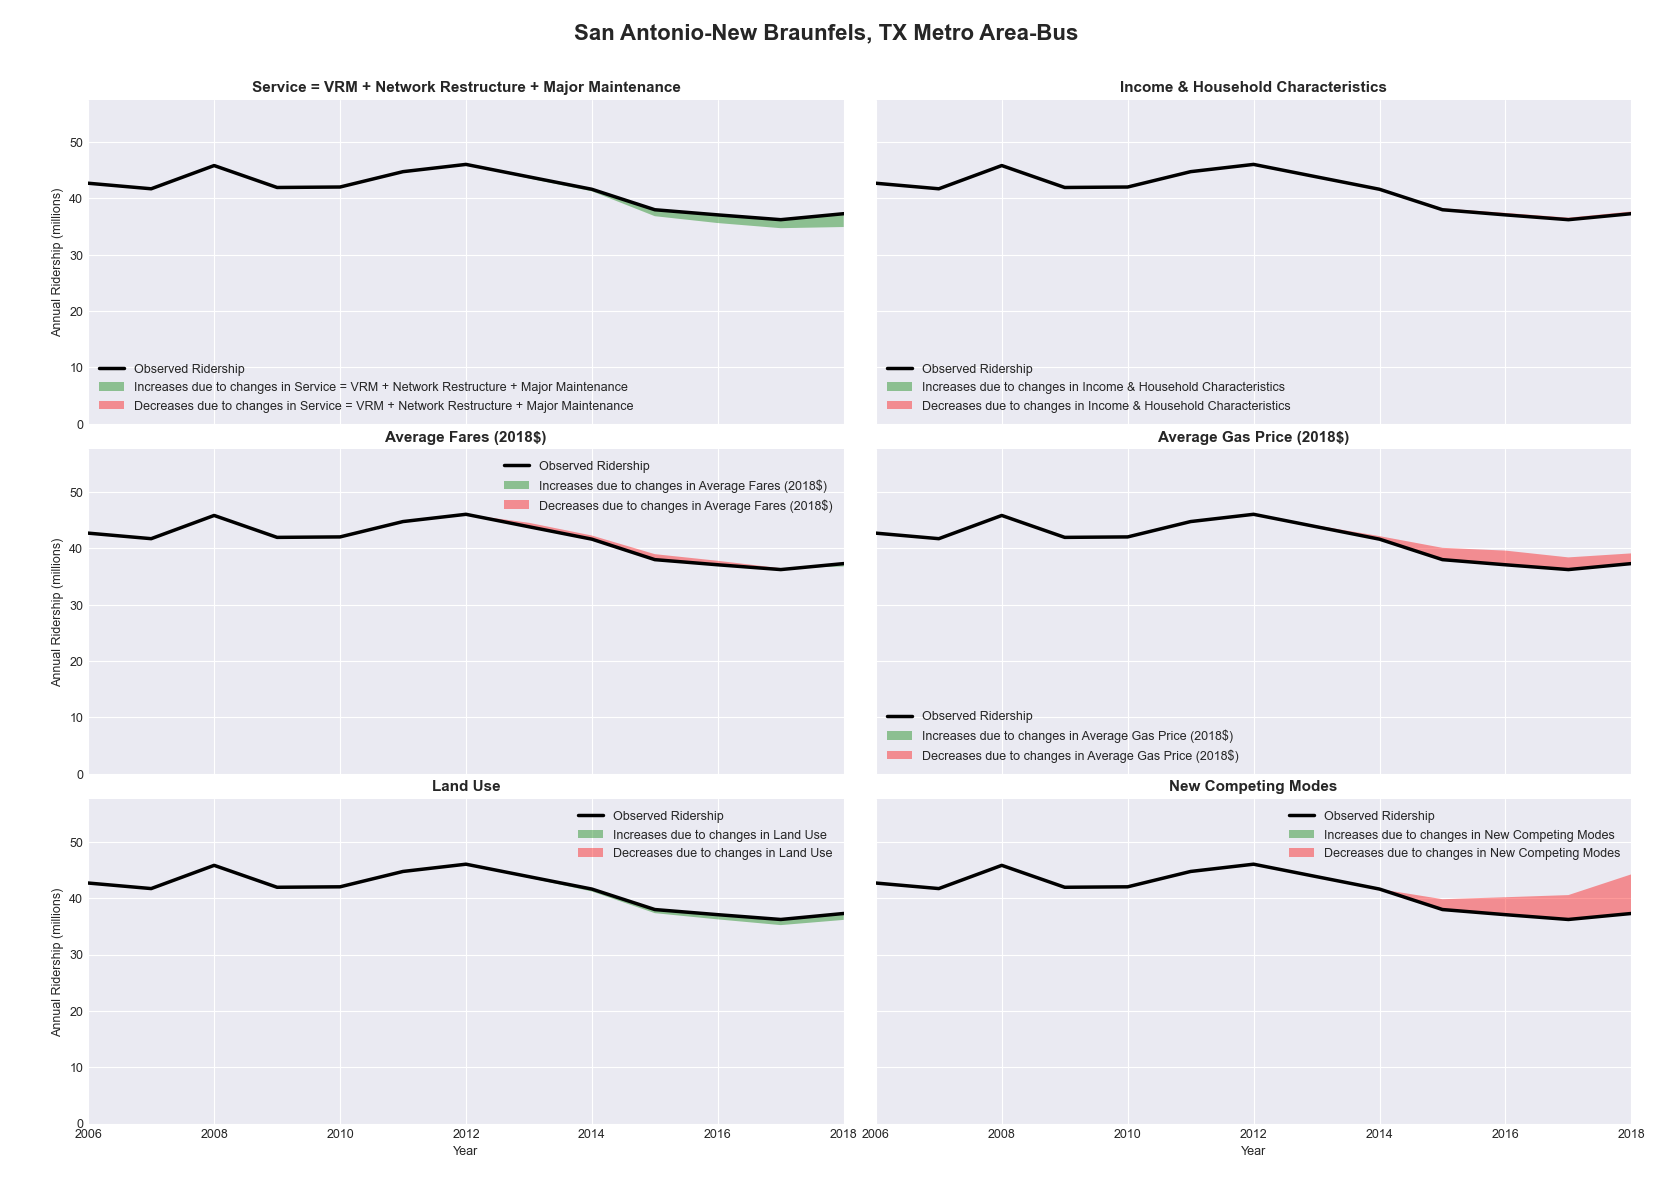 San Antonio-New Braunfels, TX Metro Area-Bus
Service = VRM + Network Restructure + Major Maintenance
50
40
30
20
10
0
Annual Ridership (millions)
Observed Ridership
Increases due to changes in Service = VRM + Network Restructure + Major Maintenance
Decreases due to changes in Service = VRM + Network Restructure + Major Maintenance
Income & Household Characteristics
Observed Ridership
Increases due to changes in Income & Household Characteristics
Decreases due to changes in Income & Household Characteristics
Average Fares (2018$)
50
40
30
20
10
0
Annual Ridership (millions)
Observed Ridership
Increases due to changes in Average Fares (2018$)
Decreases due to changes in Average Fares (2018$)
Average Gas Price (2018$)
Observed Ridership
Increases due to changes in Average Gas Price (2018$)
Decreases due to changes in Average Gas Price (2018$)
Land Use
50
40
30
20
10
0
Annual Ridership (millions)
Observed Ridership
Increases due to changes in Land Use
Decreases due to changes in Land Use
2006 2008 2010 2012 2014 2016 2018
Year
New Competing Modes
Observed Ridership
Increases due to changes in New Competing Modes
Decreases due to changes in New Competing Modes
2006 2008 2010 2012 2014 2016 2018
Year